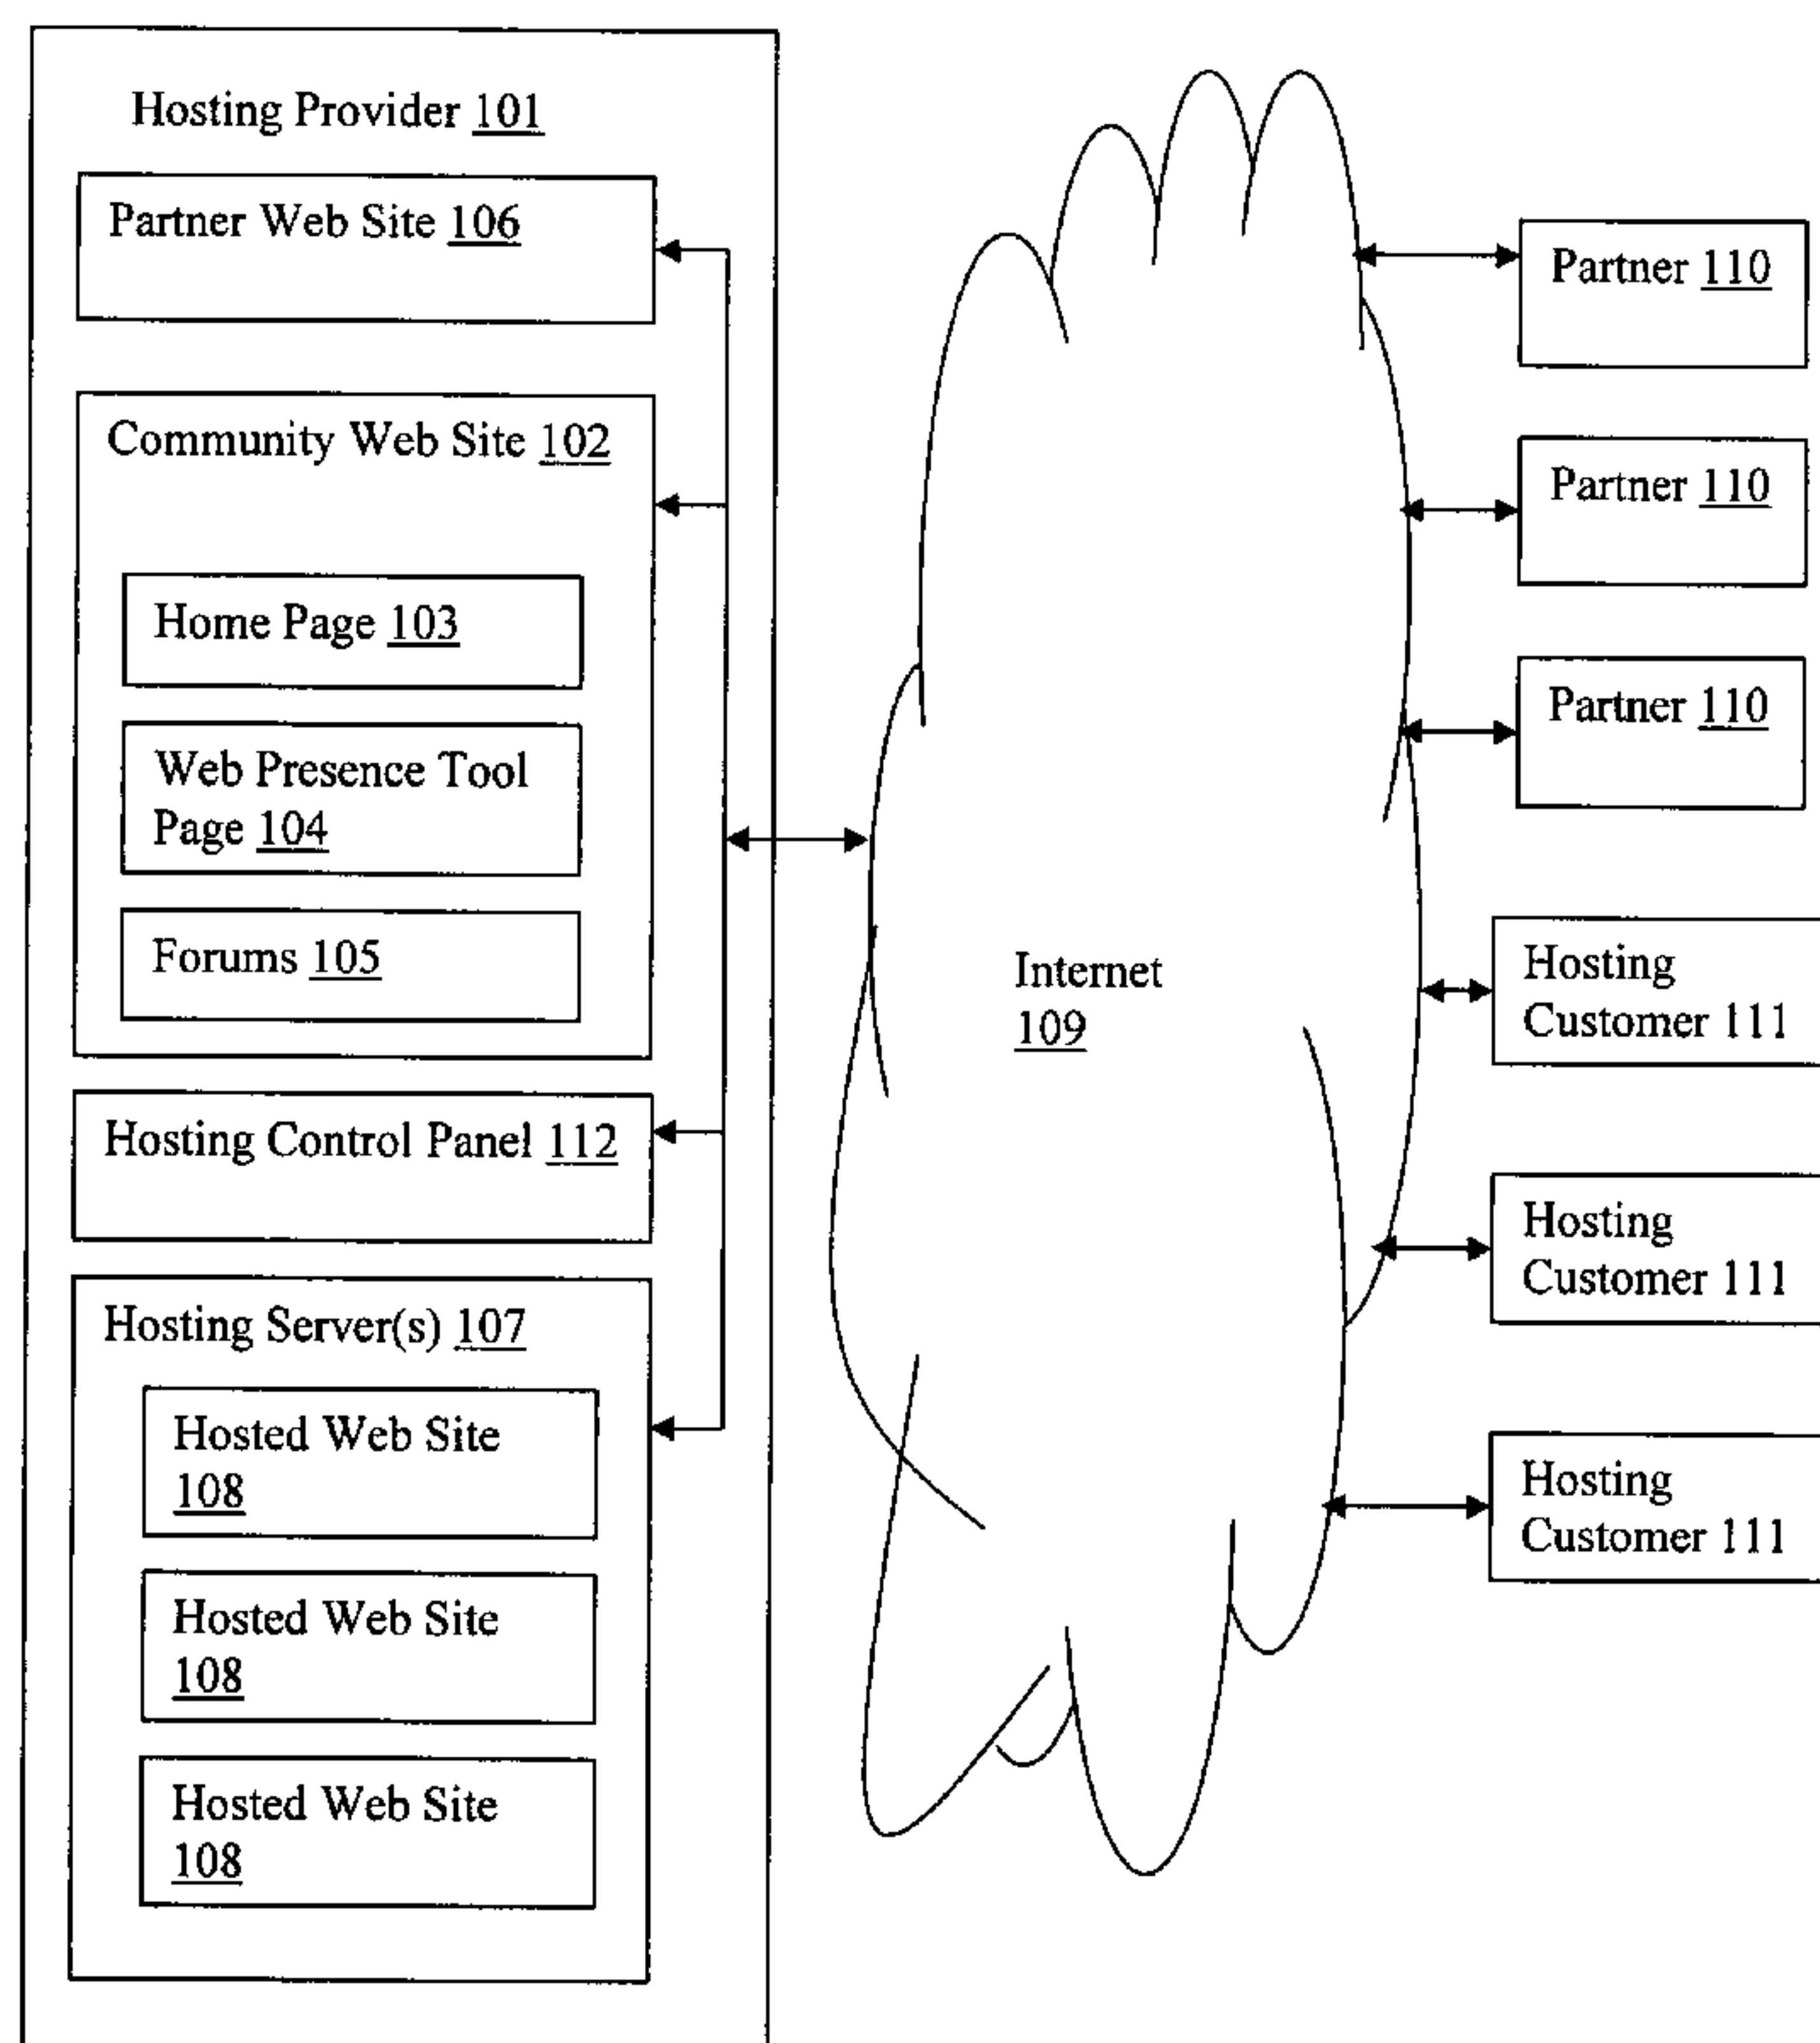 Hosting Provider 101
Partner Web Site 106
Community Web Site 102
Home Page 103
Web Presence Tool
Page 104
Forums 105
Hosting Control Panel 112
Hosting Server(s) 107
Hosted Web Site
108
Hosted Web Site
108
Hosted Web Site
108
Internet
109
Partner 110
Partner 110
Partner 110
Hosting
Customer 111
Hosting
Customer 111
Hosting
Customer 111